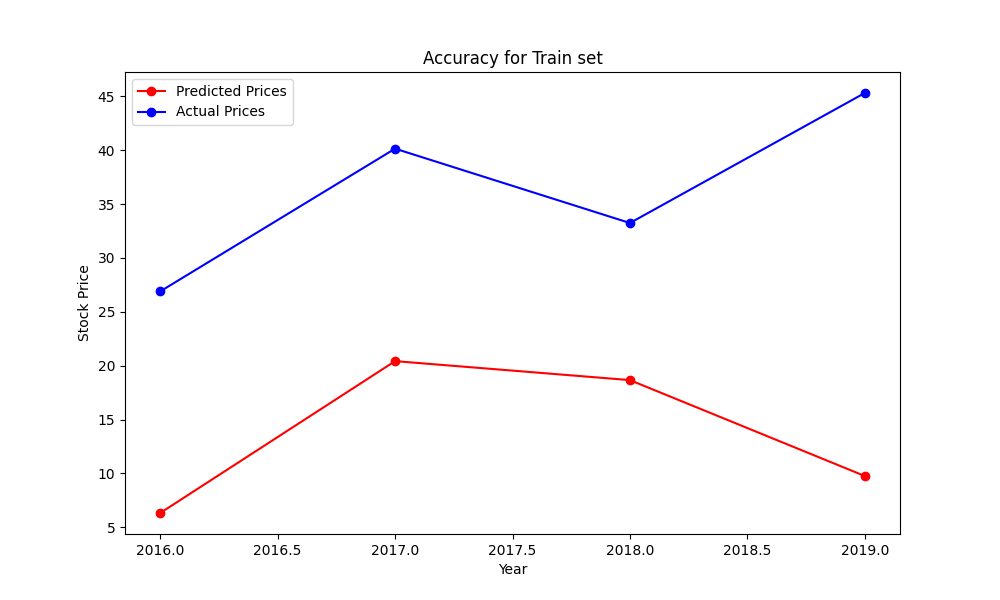 Accuracy for Train set
Predicted Prices
Actual Prices
45
40
35
30
25
20
15
10
5
Stock Price
2016.0 2016.5 2017.0 2017.5 2018.0 2018.5 2019.0
Year